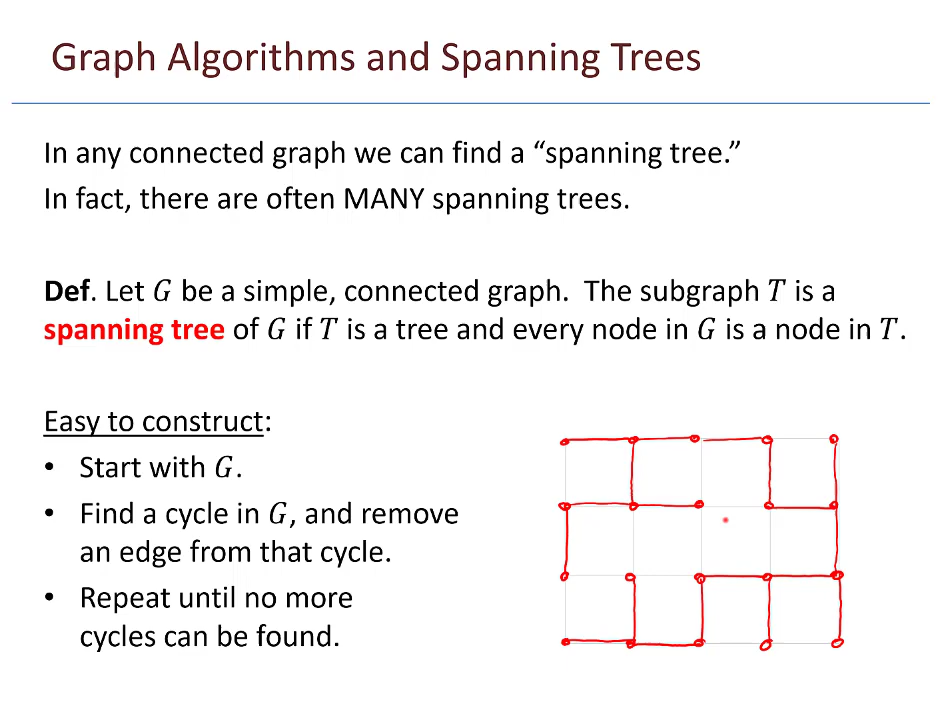 Graph Algorithms and Spanning Trees
In any connected graph we can find a “spanning tree.”
In fact, there are often MANY spanning trees.
Def. Let G be a simple, connected graph. The subgraph T is a
spanning tree of G if T is a tree and every node in G is a node in T.
Easy to construct:
• Start with G.
• Find a cycle in G, and remove
an edge from that cycle.
• Repeat until no more
cycles can be found.